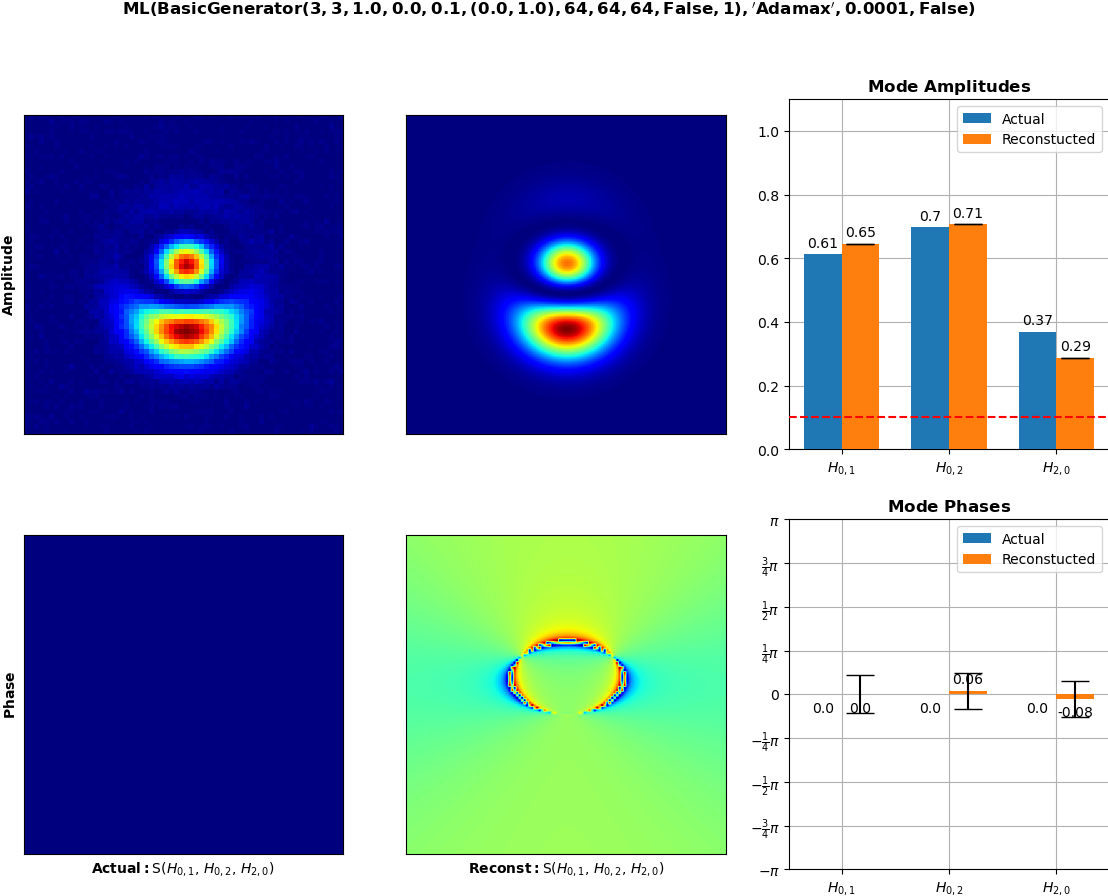 ML(BasicGenerator(3, 3, 1.0, 0.0, 0.1, (0.0, 1.0), 64, 64, 64, False, 1), ′Adamax′, 0.0001, False)
Amplitude
Mode Amplitudes
Actual
Reconstucted
1.0
0.8
0.6
0.4
0.2
0.0
0.61
0.65
0.7
0.71
0.37
0.29
H0,1
H0,2
H2,0
Phase
Actual: S(H0,1, H0,2, H2,0)
Reconst: S(H0,1, H0,2, H2,0)
Mode Phases
Actual
Reconstucted
π
3/4π
1/2π
1/4π
0
−1/4π
−1/2π
−3/4π
−π
0.0
0.0
0.0
0.06
0.0
-0.08
H0,1
H0,2
H2,0